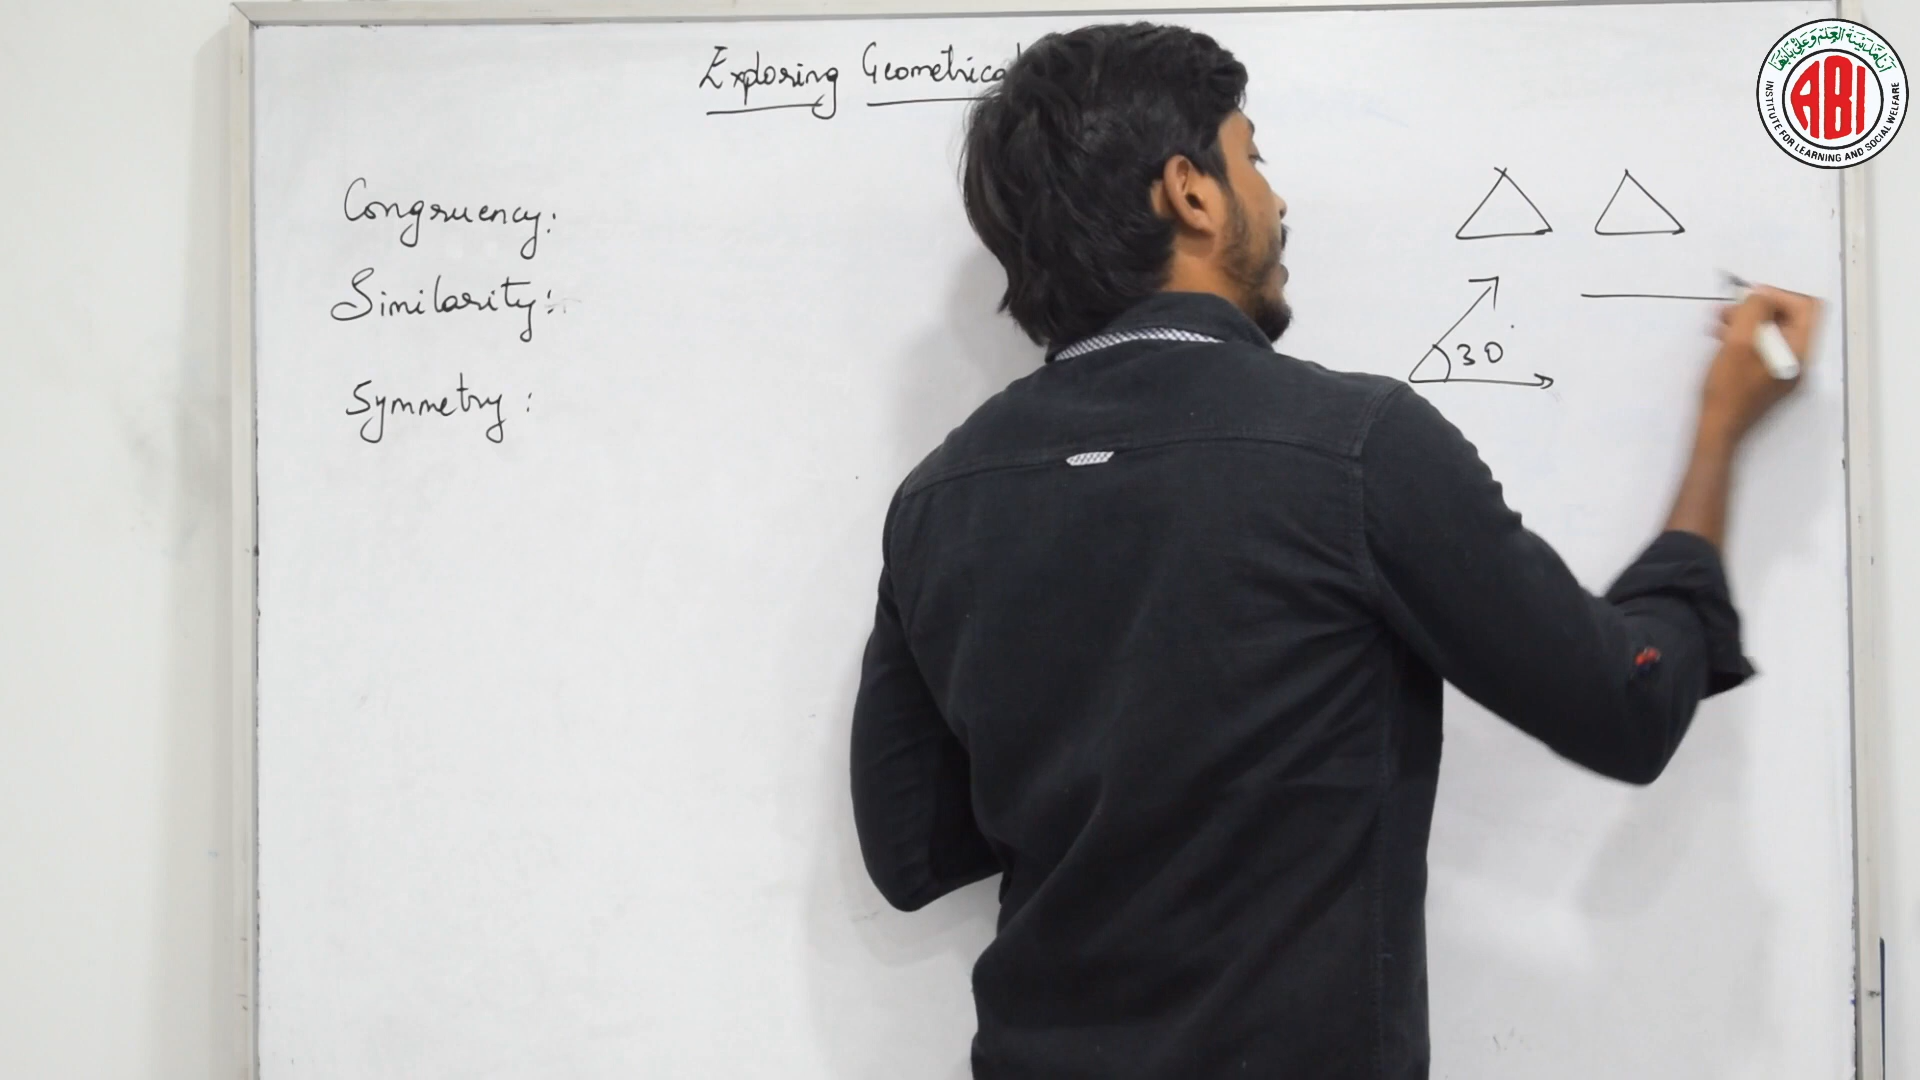 Exploring Geometrical
Congruency:
Similarity:
Symmetry:
30°
ABI
INSTITUTE FOR LEARNING AND SOCIAL WELFARE